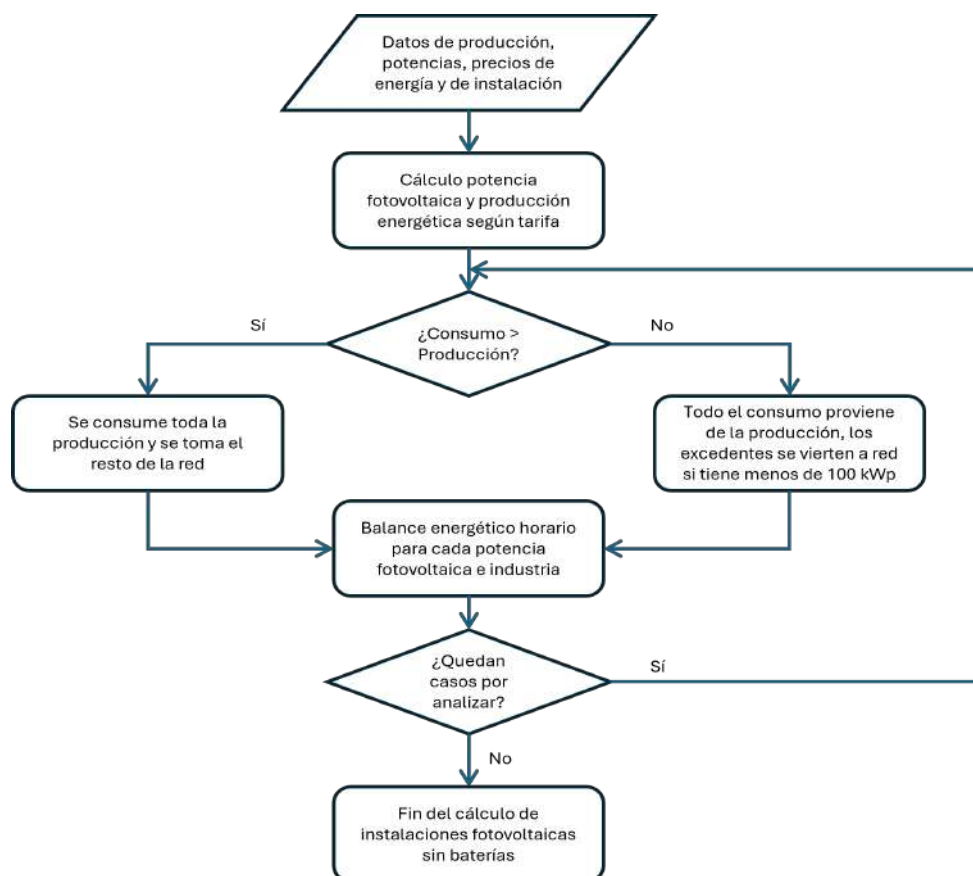 Datos de producción,
potencias, precios de
energía y de instalación
Cálculo potencia
fotovoltaica y producción
energética según tarifa
Sí
¿Consumo >
Producción?
No
Se consume toda la
producción y se toma el
resto de la red
Todo el consumo proviene
de la producción, los
excedentes se vierten a red
si tiene menos de 100 kWp
Balance energético horario
para cada potencia
fotovoltaica e industria
¿Quedan
casos por
analizar?
Sí
No
Fin del cálculo de
instalaciones fotovoltaicas
sin baterías